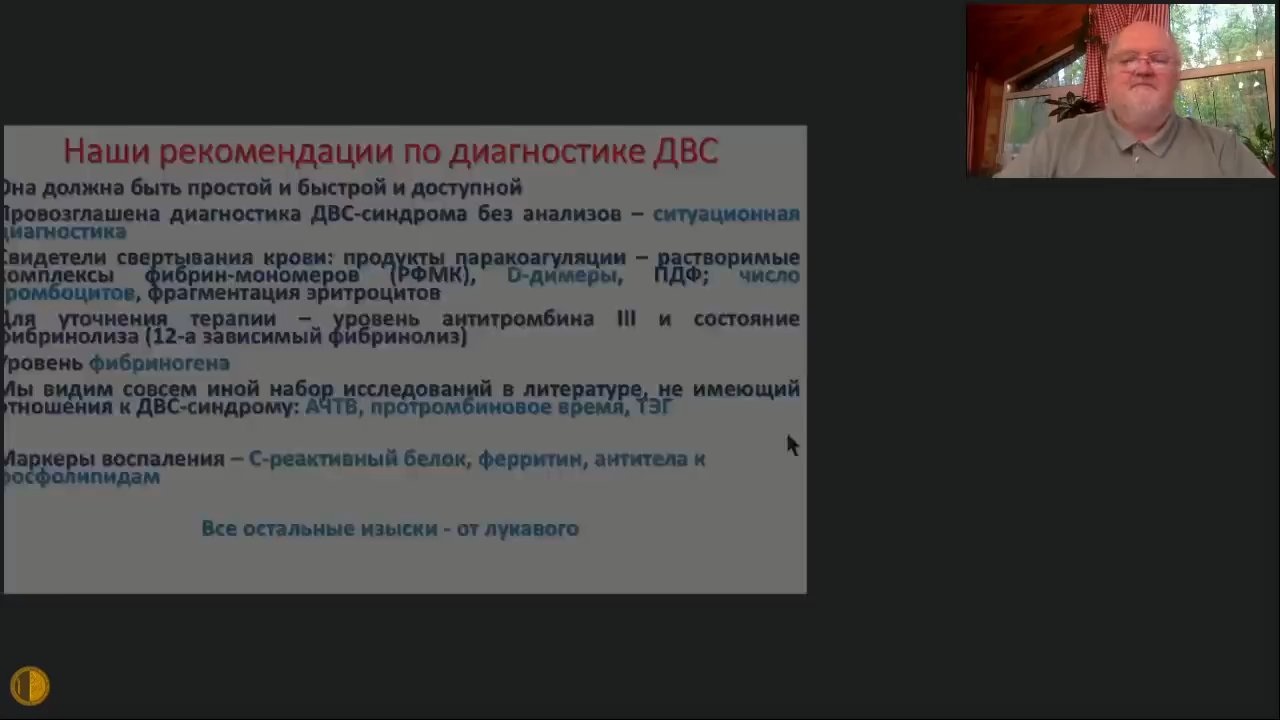 Наши рекомендации по диагностике ДВС
Она должна быть простой и быстрой и доступной
Провозглашена диагностика ДВС-синдрома без анализов – ситуационная
диагностика
Свидетели свертывания крови: продукты паракоагуляции – растворимые
комплексы фибрин-мономеров (РФМК), D-димеры, ПДФ; число
тромбоцитов, фрагментация эритроцитов
Для уточнения терапии – уровень антитромбина III и состояние
фибринолиза (12-а зависимый фибринолиз)
Уровень фибриногена
Мы видим совсем иной набор исследований в литературе, не имеющий
отношения к ДВС-синдрому: АЧТВ, протромбиновое время, ТЭГ
Маркеры воспаления – С-реактивный белок, ферритин, антитела к
фосфолипидам
Все остальные изыски - от лукавого